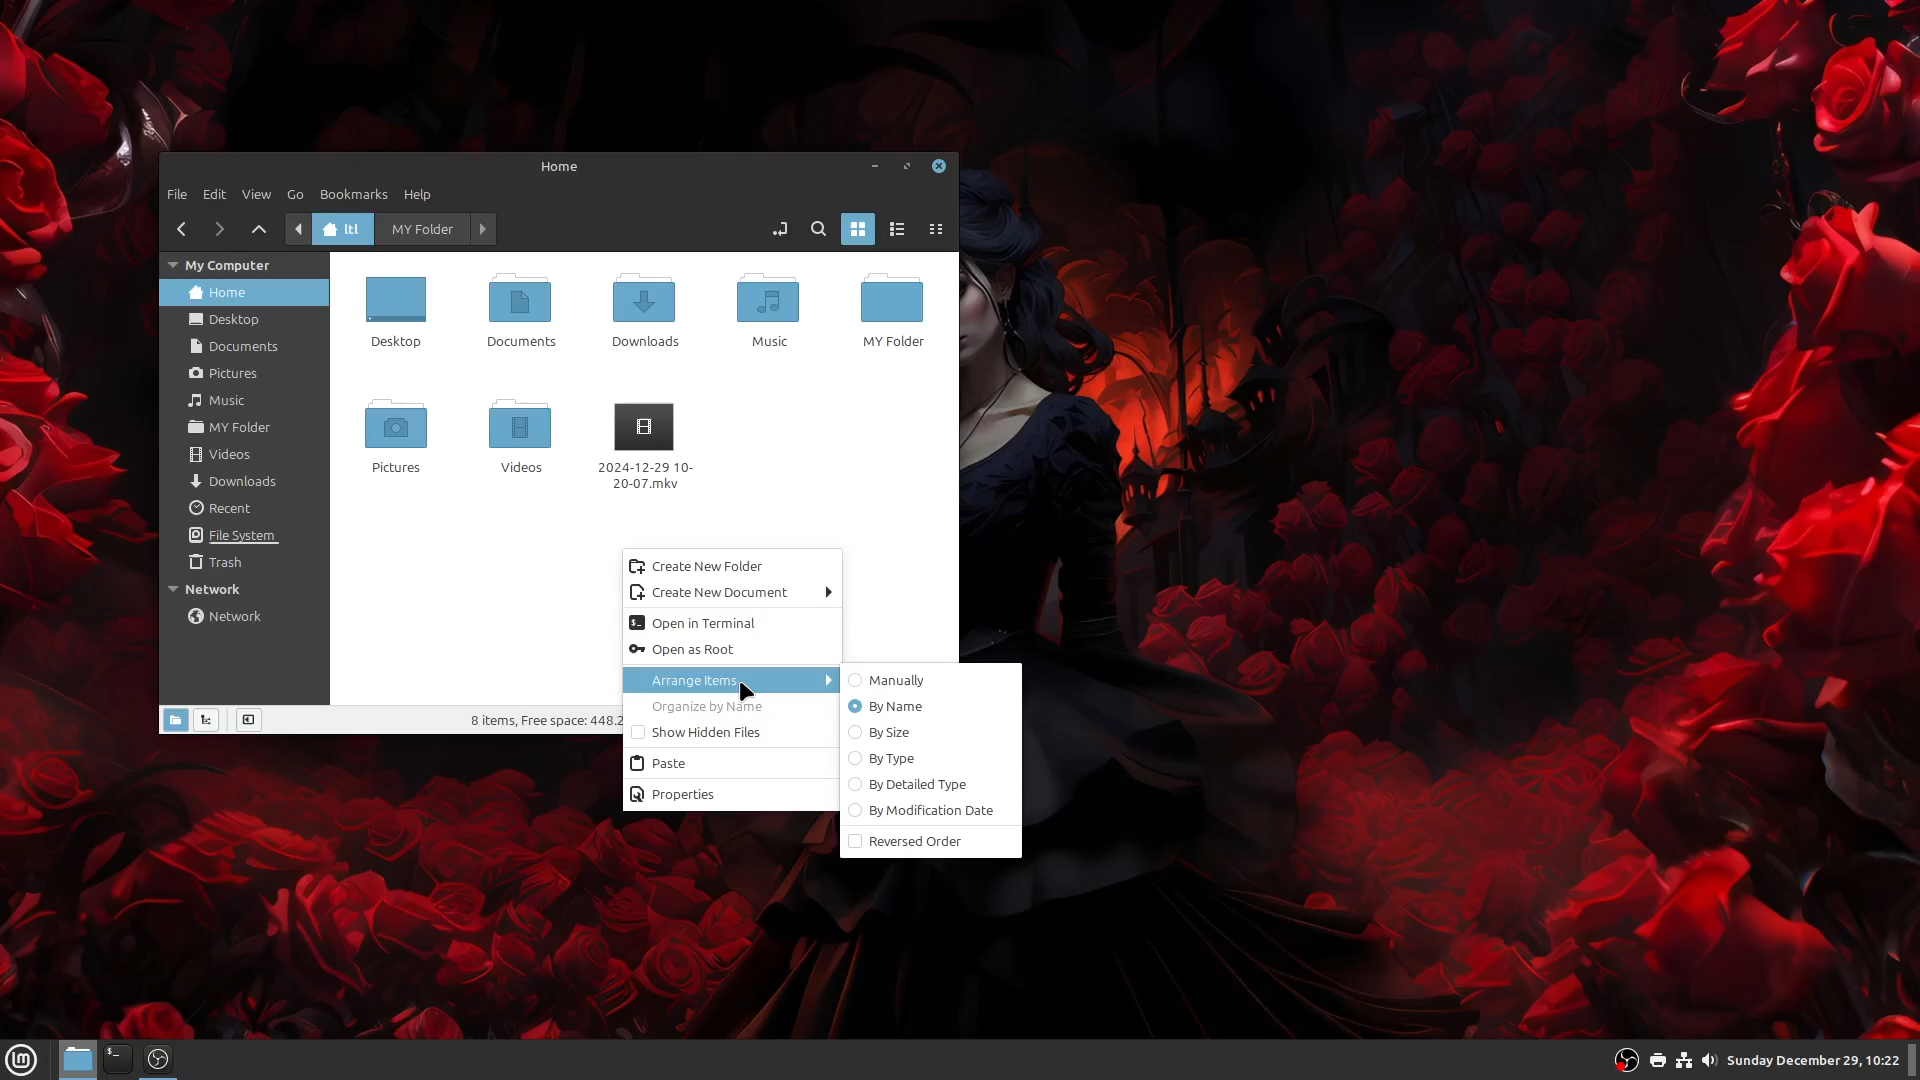 Home
File Edit View Go Bookmarks Help
ltl MY Folder
My Computer
Home
Desktop
Documents
Pictures
Music
MY Folder
Videos
Downloads
Recent
File System
Trash
Network
Network
Desktop Documents Downloads Music MY Folder
Pictures Videos 2024-12-29 10-
20-07.mkv
8 items, Free space: 448.2
Create New Folder
Create New Document
Open in Terminal
Open as Root
Arrange Items
Organize by Name
Show Hidden Files
Paste
Properties
Manually
By Name
By Size
By Type
By Detailed Type
By Modification Date
Reversed Order
Sunday December 29, 10:22